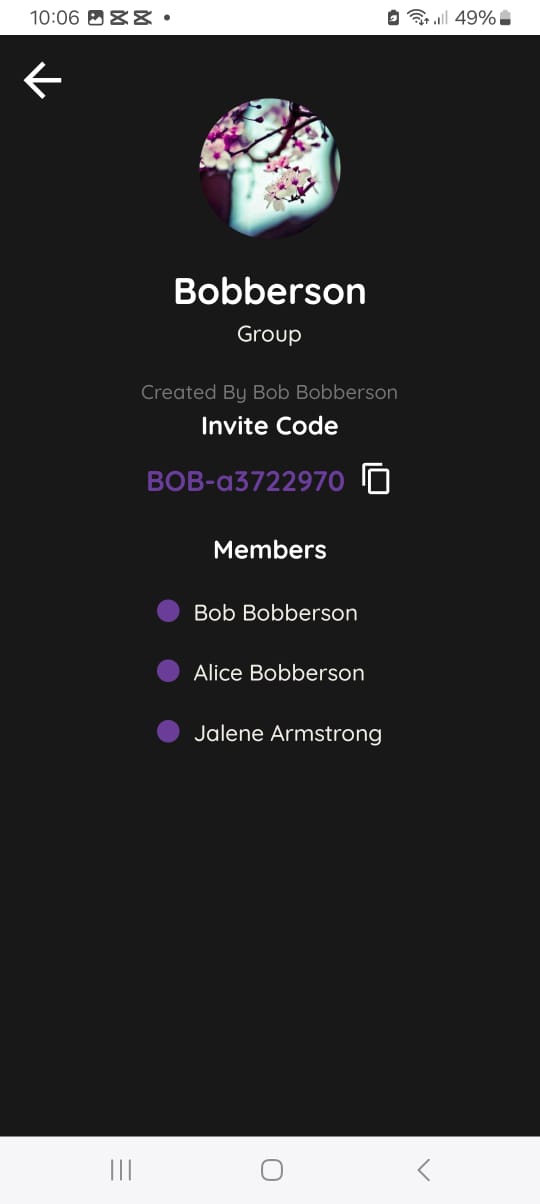 10:06 49%
Bobberson
Group
Created By Bob Bobberson
Invite Code
BOB-a3722970
Members
Bob Bobberson
Alice Bobberson
Jalene Armstrong